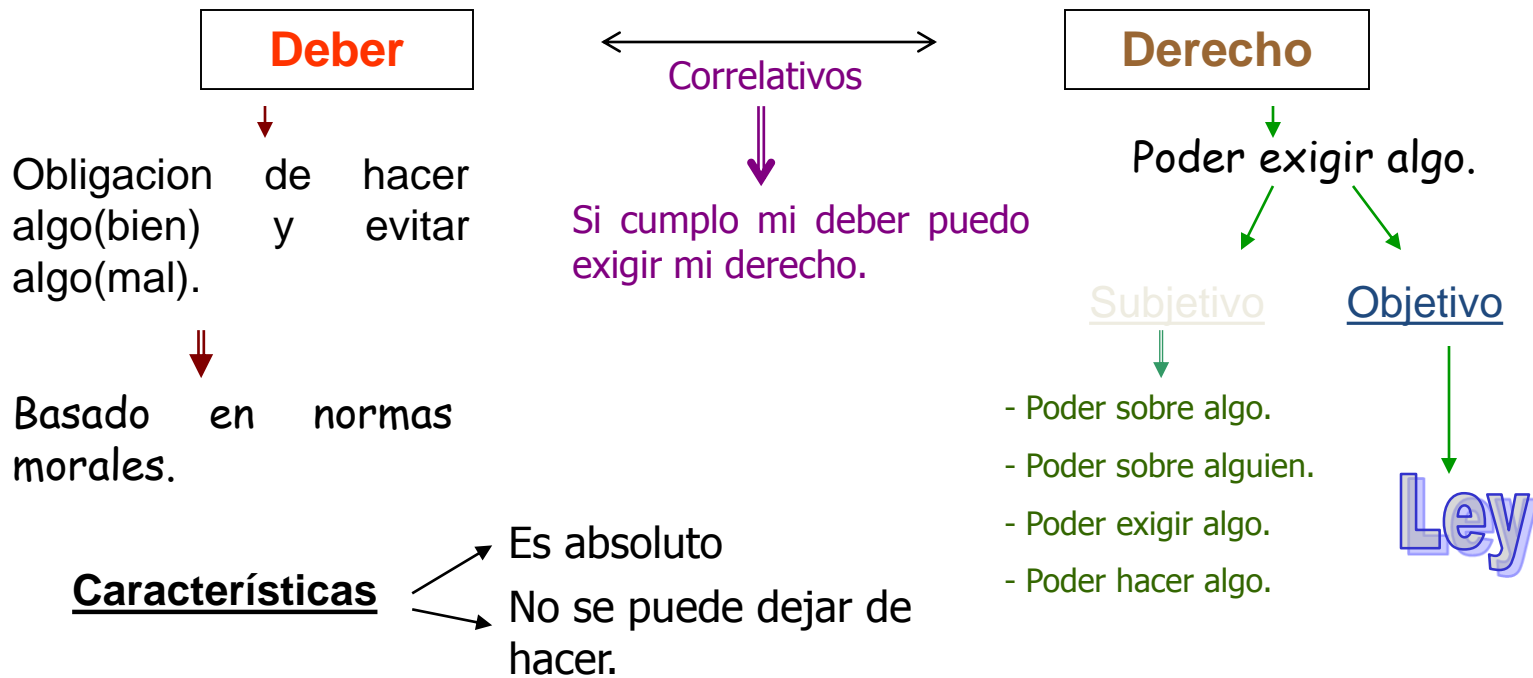 Deber
Correlativos
Derecho
Obligacion de hacer
algo(bien) y evitar
algo(mal).
Si cumplo mi deber puedo
exigir mi derecho.
Poder exigir algo.
Subjetivo
Objetivo
Basado en normas
morales.
- Poder sobre algo.
- Poder sobre alguien.
- Poder exigir algo.
- Poder hacer algo.
Ley
Características
Es absoluto
No se puede dejar de
hacer.